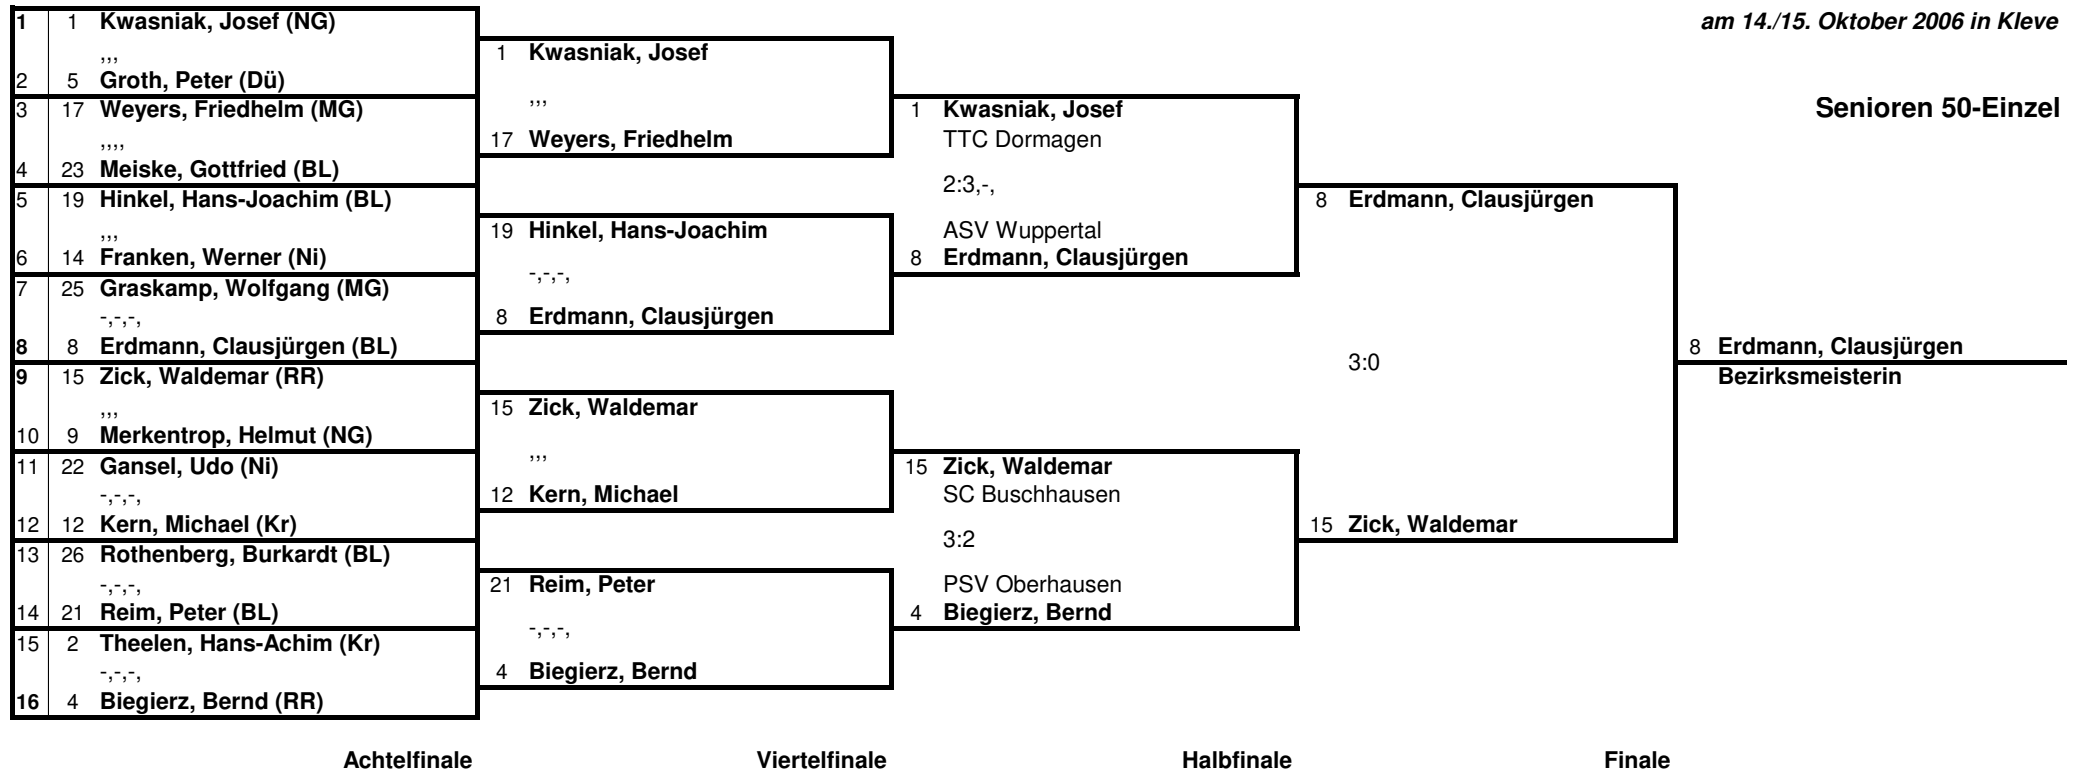 am 14./15. Oktober 2006 in Kleve
Senioren 50-Einzel
1 1 Kwasniak, Josef (NG)
,,,
2 5 Groth, Peter (Dü)
3 17 Weyers, Friedhelm (MG)
,,,,
4 23 Meiske, Gottfried (BL)
5 19 Hinkel, Hans-Joachim (BL)
,,,
6 14 Franken, Werner (Ni)
7 25 Graskamp, Wolfgang (MG)
-,-,-,
8 8 Erdmann, Clausjürgen (BL)
9 15 Zick, Waldemar (RR)
,,,
10 9 Merkentrop, Helmut (NG)
11 22 Gansel, Udo (Ni)
-,-,-,
12 12 Kern, Michael (Kr)
13 26 Rothenberg, Burkardt (BL)
-,-,-,
14 21 Reim, Peter (BL)
15 2 Theelen, Hans-Achim (Kr)
-,-,-,
16 4 Biegierz, Bernd (RR)
Achtelfinale
1 Kwasniak, Josef
,,,
17 Weyers, Friedhelm
19 Hinkel, Hans-Joachim
-,-,-,
8 Erdmann, Clausjürgen
15 Zick, Waldemar
,,,
12 Kern, Michael
21 Reim, Peter
-,-,-,
4 Biegierz, Bernd
Viertelfinale
1 Kwasniak, Josef
TTC Dormagen
2:3,-,
ASV Wuppertal
8 Erdmann, Clausjürgen
15 Zick, Waldemar
SC Buschhausen
3:2
PSV Oberhausen
4 Biegierz, Bernd
Halbfinale
8 Erdmann, Clausjürgen
3:0
15 Zick, Waldemar
Finale
8 Erdmann, Clausjürgen
Bezirksmeisterin